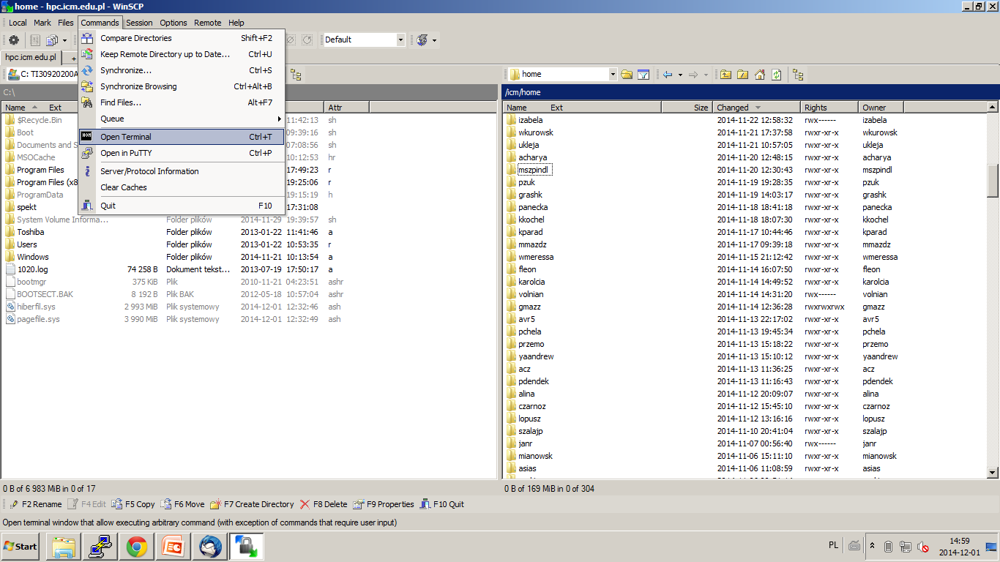 home - hpc.icm.edu.pl - WinSCP
Local Mark Files Commands Session Options Remote Help
Default
hpc.icm.edu.pl
C: TI30920200A
C:\
Name Ext Attr
$Recycle.Bin 11:42:13 sh
Boot 09:39:16 sh
Documents and S 07:08:56 sh
MSOCache 10:12:53 hr
Program Files 17:49:23 r
Program Files (x8 19:25:06 r
ProgramData 19:15:19 h
spekt 17:31:08
System Volume Informa... Folder plików 2014-11-29 19:39:57 sh
Toshiba Folder plików 2013-01-22 11:41:46 a
Users Folder plików 2013-01-22 10:53:35 r
Windows Folder plików 2014-11-21 10:13:54 a
1020.log 74 258 B Dokument tekst... 2013-07-19 17:50:17 a
bootmgr 375 KiB Plik 2010-11-21 04:23:51 ashr
BOOTSECT.BAK 8 192 B Plik BAK 2012-05-18 10:57:04 ashr
hiberfil.sys 2 993 MiB Plik systemowy 2014-12-01 12:32:46 ash
pagefile.sys 3 990 MiB Plik systemowy 2014-12-01 12:32:49 ash
Compare Directories Shift+F2
Keep Remote Directory up to Date... Ctrl+U
Synchronize... Ctrl+S
Synchronize Browsing Ctrl+Alt+B
Find Files... Alt+F7
Queue
Open Terminal Ctrl+T
Open in PuTTY Ctrl+P
Server/Protocol Information
Clear Caches
Quit F10
home
/icm/home
Name Ext Size Changed Rights Owner
izabela 2014-11-22 12:58:32 rwx------ izabela
wkurowsk 2014-11-21 17:37:58 rwxr-xr-x wkurowsk
ukleja 2014-11-21 10:57:05 rwxr-xr-x ukleja
acharya 2014-11-20 12:48:15 rwxr-xr-x acharya
mszpindl 2014-11-20 12:30:43 rwxr-xr-x mszpindl
pzuk 2014-11-19 19:28:35 rwxr-xr-x pzuk
grashk 2014-11-19 14:03:17 rwxr-xr-x grashk
panecka 2014-11-18 18:41:18 rwxr-xr-x panecka
kkochel 2014-11-18 18:07:30 rwxr-xr-x kkochel
kparad 2014-11-17 10:44:46 rwxr-xr-x kparad
mmazdz 2014-11-17 09:39:18 rwxr-xr-x mmazdz
wmeressa 2014-11-15 21:12:42 rwxr-xr-x wmeressa
fleon 2014-11-14 16:07:50 rwxr-xr-x fleon
karolcia 2014-11-14 14:49:52 rwxr-xr-x karolcia
volnian 2014-11-14 14:31:20 rwx------ volnian
gmazz 2014-11-14 12:36:28 rwxrwxrwx gmazz
avr5 2014-11-13 22:17:02 rwxr-xr-x avr5
pchela 2014-11-13 19:45:34 rwxr-xr-x pchela
przemo 2014-11-13 15:18:22 rwxr-xr-x przemo
yaandrew 2014-11-13 15:10:12 rwxr-xr-x yaandrew
acz 2014-11-13 11:36:25 rwxr-xr-x acz
pdendek 2014-11-13 11:16:43 rwxr-xr-x pdendek
alina 2014-11-12 20:09:07 rwxr-xr-x alina
czarnoz 2014-11-12 15:45:10 rwxr-xr-x czarnoz
lopusz 2014-11-12 13:16:16 rwxr-xr-x lopusz
szalajp 2014-11-10 20:41:04 rwxr-xr-x szalajp
janr 2014-11-07 00:56:40 rwx------ janr
mianowsk 2014-11-06 15:11:10 rwxr-xr-x mianowsk
asias 2014-11-06 11:08:59 rwxr-xr-x asias
0 B of 6 983 MiB in 0 of 17
0 B of 169 MiB in 0 of 304
F2 Rename F4 Edit F5 Copy F6 Move F7 Create Directory F8 Delete F9 Properties F10 Quit
Open terminal window that allow executing arbitrary command (with exception of commands that require user input)
Start
PL
14:59
2014-12-01